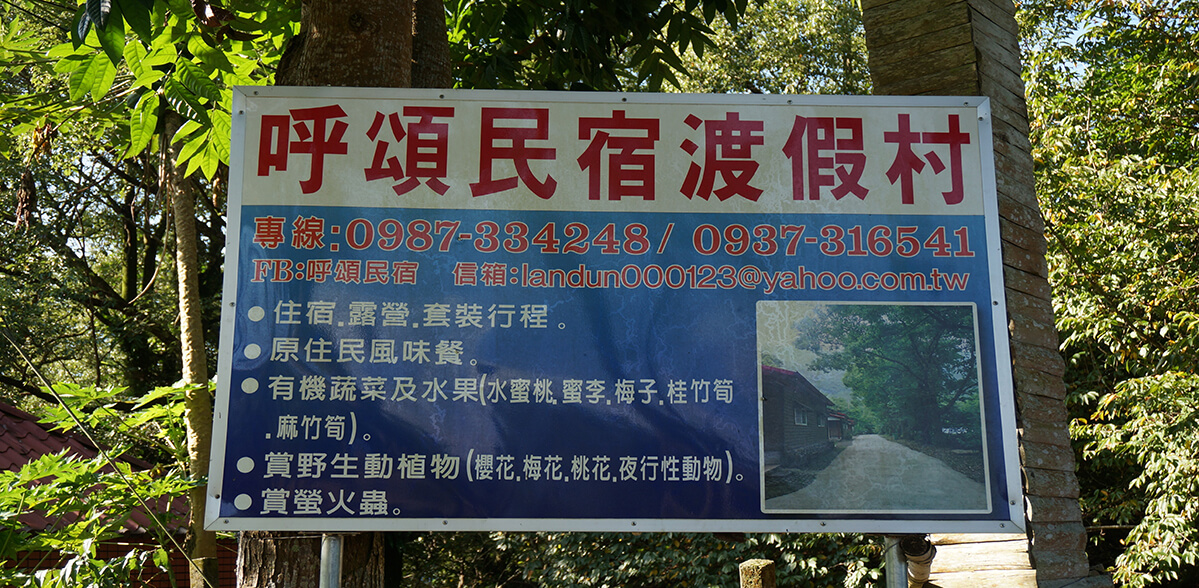 呼頌民宿渡假村
專線:0987-334248/ 0937-316541
FB:呼頌民宿 信箱:landun000123@yahoo.com.tw
●住宿.露營.套裝行程。
●原住民風味餐。
●有機蔬菜及水果(水蜜桃.蜜李.梅子.桂竹筍
.麻竹筍)。
●賞野生動植物(櫻花.梅花.桃花.夜行性動物)。
●賞螢火蟲。